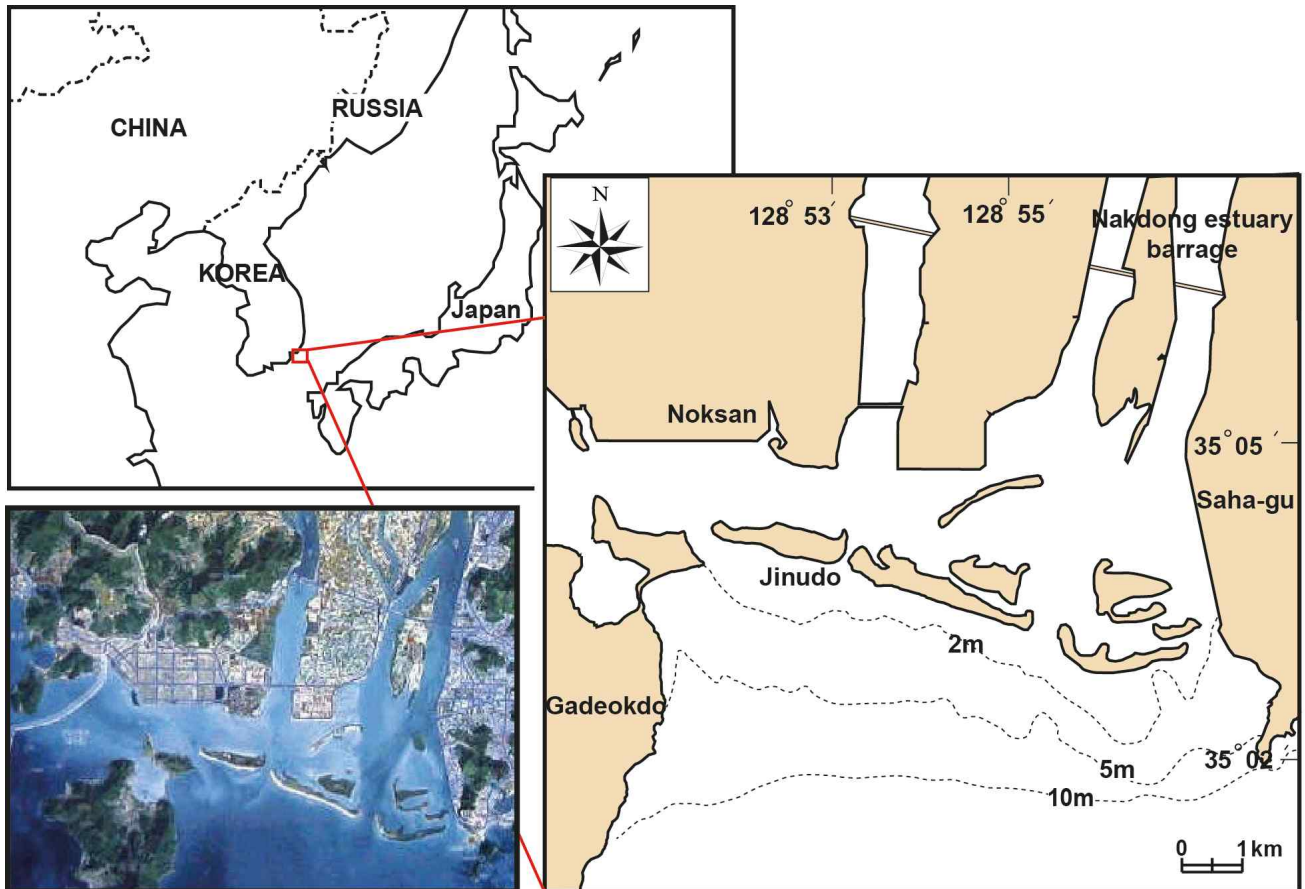 RUSSIA
CHINA
KOREA
Japan
N
128° 53′
128° 55′
Nakdong estuary
barrage
Noksan
35° 05′
Saha-gu
Jinudo
2m
Gadeokdo
5m
35° 02
10m
0 1 km